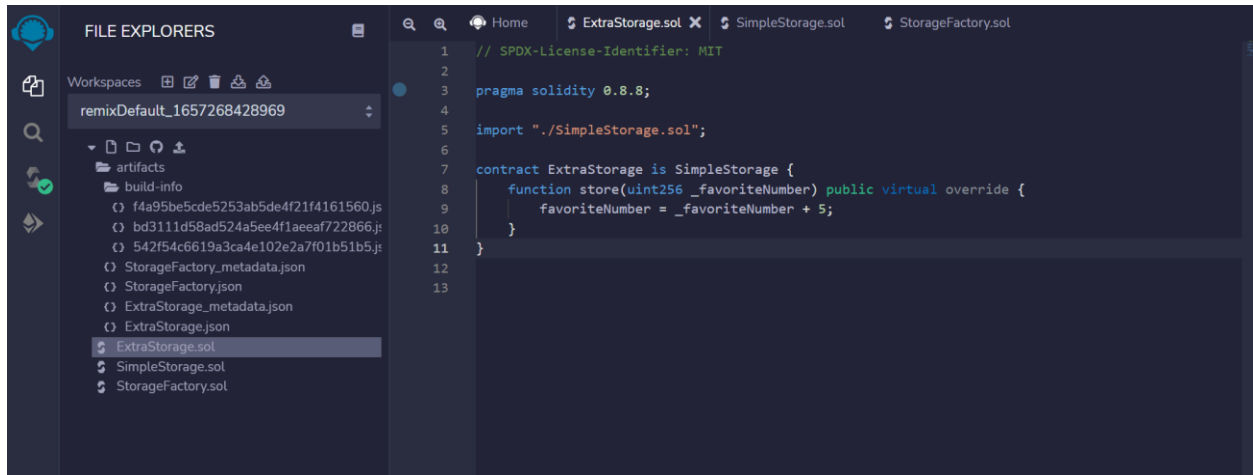 FILE EXPLORERS
Workspaces
remixDefault_1657268428969
artifacts
build-info
f4a95be5cde5253ab5de4f21f4161560.js
bd3111d58ad524a5ee4f1aeeaf722866.js
542f54c6619a3ca4e102e2a7f01b51b5.js
StorageFactory_metadata.json
StorageFactory.json
ExtraStorage_metadata.json
ExtraStorage.json
ExtraStorage.sol
SimpleStorage.sol
StorageFactory.sol
Home ExtraStorage.sol SimpleStorage.sol StorageFactory.sol
1 // SPDX-License-Identifier: MIT
2
3 pragma solidity 0.8.8;
4
5 import "./SimpleStorage.sol";
6
7 contract ExtraStorage is SimpleStorage {
8 function store(uint256 _favoriteNumber) public virtual override {
9 favoriteNumber = _favoriteNumber + 5;
10 }
11 }
12
13